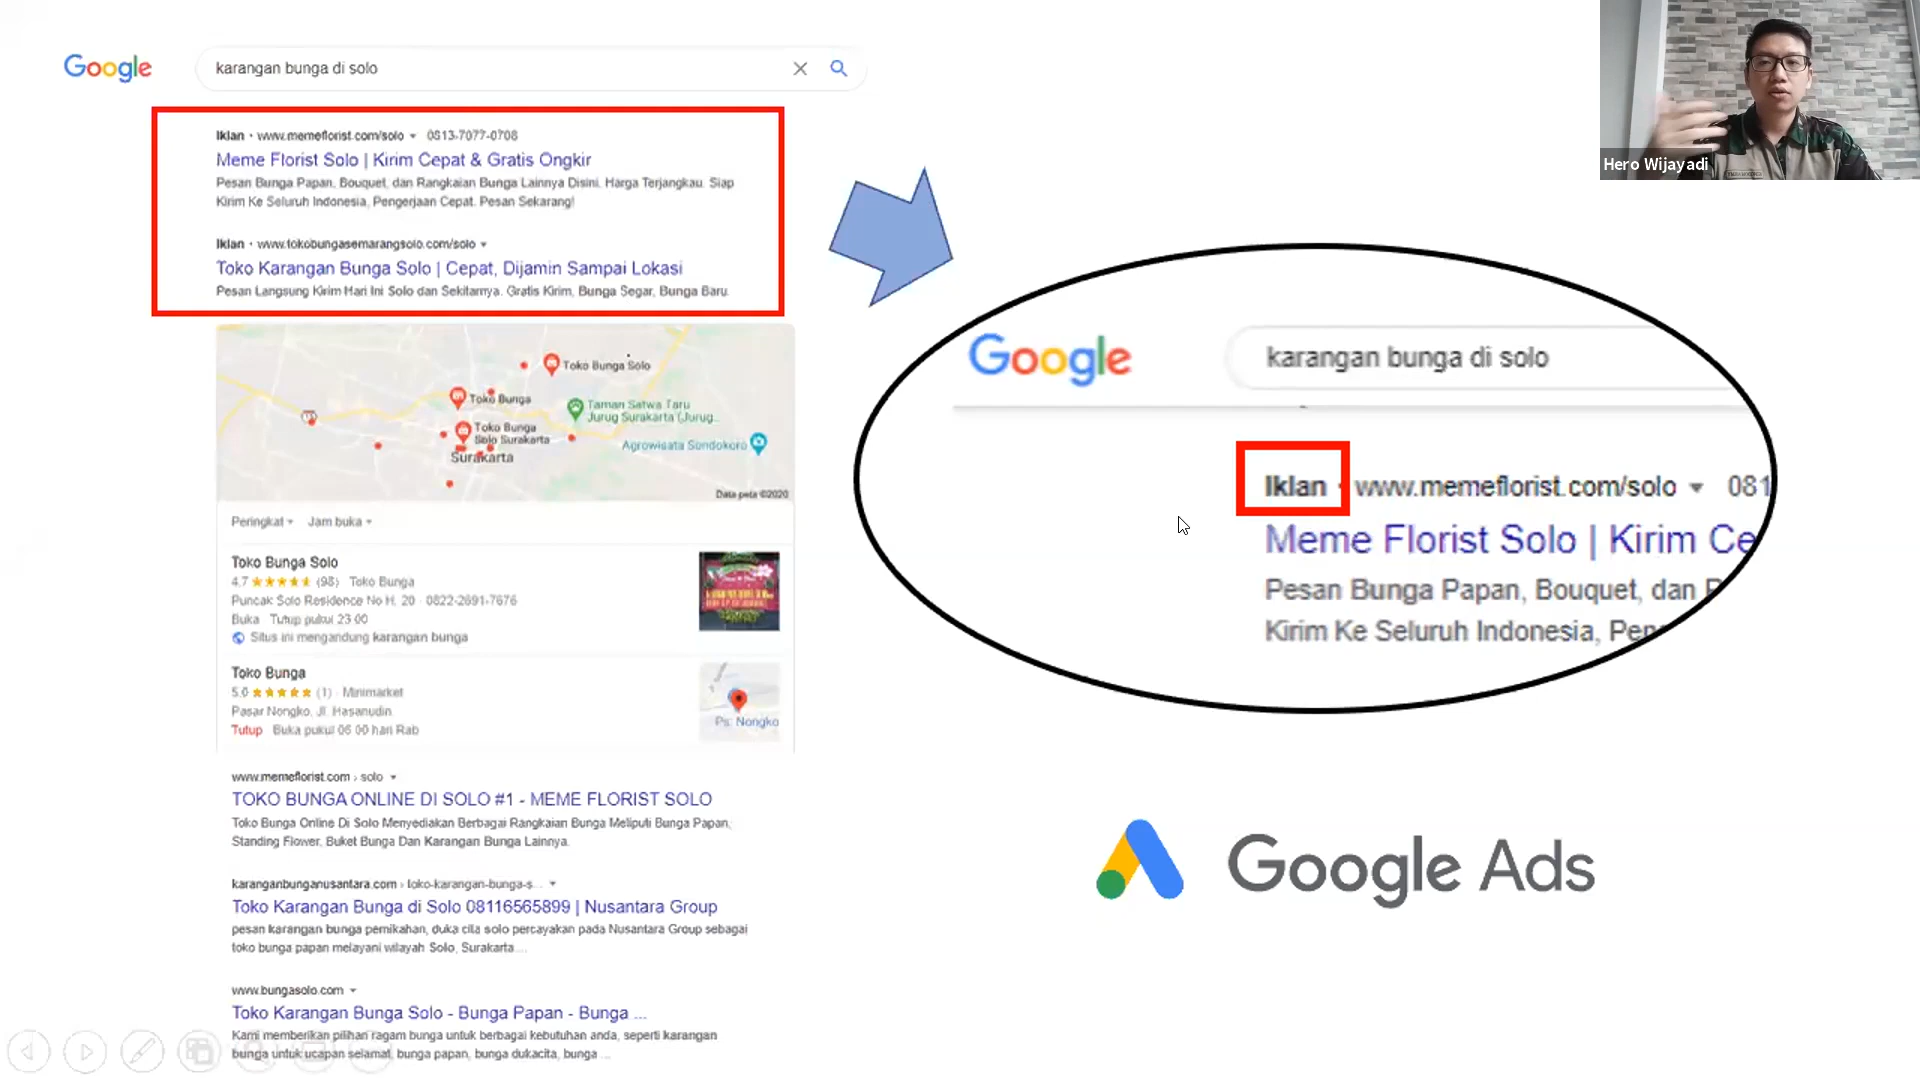 Google
karangan bunga di solo
Iklan · www.memeflorist.com/solo 0813-7077-0708
Meme Florist Solo | Kirim Cepat & Gratis Ongkir
Pesan Bunga Papan, Bouquet, dan Rangkaian Bunga Lainnya Disini. Harga Terjangkau. Siap
Kirim Ke Seluruh Indonesia, Pengerjaan Cepat. Pesan Sekarang!
Iklan · www.tokobungasemarangsolo.com/solo
Toko Karangan Bunga Solo | Cepat, Dijamin Sampai Lokasi
Pesan Langsung Kirim Hari Ini Solo dan Sekitarnya. Gratis Kirim, Bunga Segar, Bunga Baru.
Toko Bunga Solo
Toko Bunga
Taman Satwa Taru
Jurug Surakarta (Jurug...
Toko Bunga
Solo Surakarta
Agrowisata Sondokoro
Surakarta
Data peta ©2020
Peringkat Jam buka
Toko Bunga Solo
4.7 (98) Toko Bunga
Puncak Solo Residence No H. 20 · 0822-2691-7676
Buka Tutup pukul 23.00
Situs ini mengandung karangan bunga
Toko Bunga
5.0 (1) · Minimarket
Pasar Nongko, Jl. Hasanudin
Tutup Buka pukul 06.00 hari Rab
Ps. Nongko
www.memeflorist.com › solo
TOKO BUNGA ONLINE DI SOLO #1 - MEME FLORIST SOLO
Toko Bunga Online Di Solo Menyediakan Berbagai Rangkaian Bunga Meliputi Bunga Papan,
Standing Flower, Buket Bunga Dan Karangan Bunga Lainnya.
karanganbunganusantara.com › toko-karangan-bunga-s...
Toko Karangan Bunga di Solo 08116565899 | Nusantara Group
pesan karangan bunga pernikahan, duka cita solo percayakan pada Nusantara Group sebagai
toko bunga papan melayani wilayah Solo, Surakarta ...
www.bungasolo.com
Toko Karangan Bunga Solo - Bunga Papan - Bunga ...
Kami memberikan pilihan ragam bunga untuk berbagai kebutuhan anda, seperti karangan
bunga untuk ucapan selamat, bunga papan, bunga dukacita, bunga ...
Hero Wijayadi
Google
karangan bunga di solo
Iklan · www.memeflorist.com/solo 081
Meme Florist Solo | Kirim Ce
Pesan Bunga Papan, Bouquet, dan
Kirim Ke Seluruh Indonesia, Pen
Google Ads